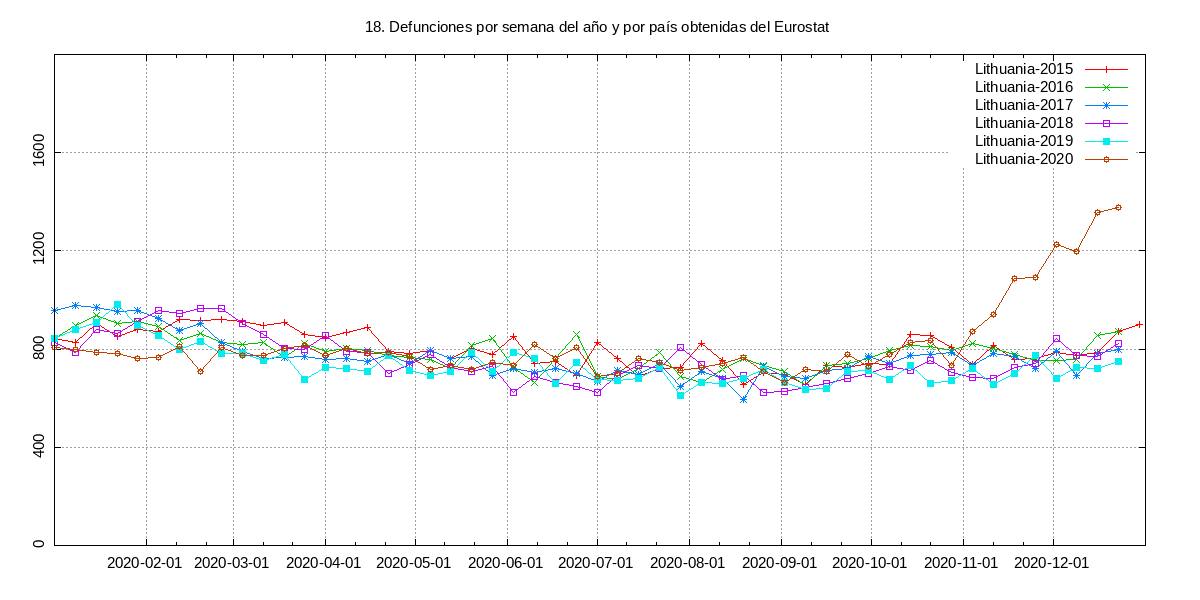 18. Defunciones por semana del año y por país obtenidas del Eurostat
Lithuania-2015
Lithuania-2016
Lithuania-2017
Lithuania-2018
Lithuania-2019
Lithuania-2020
1600
1200
800
400
0
2020-02-01 2020-03-01 2020-04-01 2020-05-01 2020-06-01 2020-07-01 2020-08-01 2020-09-01 2020-10-01 2020-11-01 2020-12-01